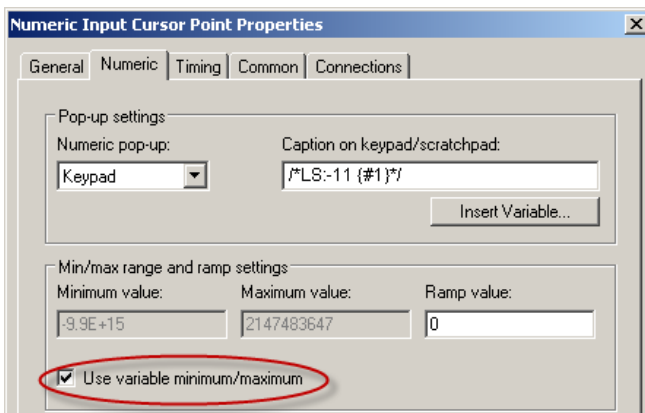 Numeric Input Cursor Point Properties
General Numeric Timing Common Connections
Pop-up settings
Numeric pop-up: Caption on keypad/scratchpad:
Keypad /*LS:-11 {#1}*/
Insert Variable...
Min/max range and ramp settings
Minimum value: Maximum value: Ramp value:
-9.9E+15 2147483647 0
Use variable minimum/maximum